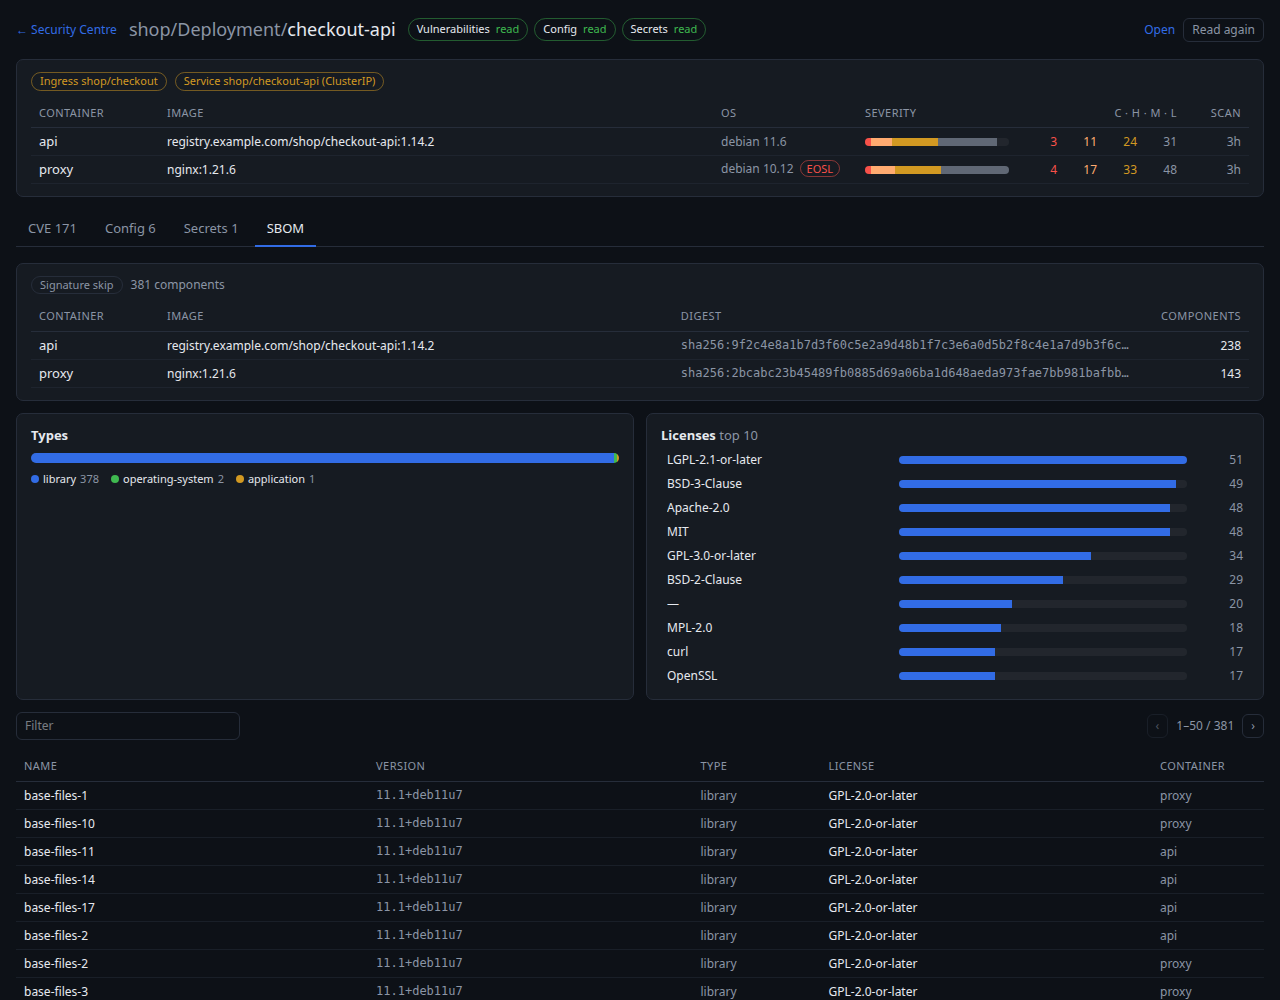 ← Security Centre shop/Deployment/checkout-api Vulnerabilities read Config read Secrets read Open Read again
Ingress shop/checkout Service shop/checkout-api (ClusterIP)
CONTAINER IMAGE OS SEVERITY C · H · M · L SCAN
api registry.example.com/shop/checkout-api:1.14.2 debian 11.6 3 11 24 31 3h
proxy nginx:1.21.6 debian 10.12 EOSL 4 17 33 48 3h
CVE 171 Config 6 Secrets 1 SBOM
Signature skip 381 components
CONTAINER IMAGE DIGEST COMPONENTS
api registry.example.com/shop/checkout-api:1.14.2 sha256:9f2c4e8a1b7d3f60c5e2a9d48b1f7c3e6a0d5b2f8c4e1a7d9b3f6c… 238
proxy nginx:1.21.6 sha256:2bcabc23b45489fb0885d69a06ba1d648aeda973fae7bb981bafbb… 143
Types
library 378 operating-system 2 application 1
Licenses top 10
LGPL-2.1-or-later 51
BSD-3-Clause 49
Apache-2.0 48
MIT 48
GPL-3.0-or-later 34
BSD-2-Clause 29
— 20
MPL-2.0 18
curl 17
OpenSSL 17
Filter ‹ 1–50 / 381 ›
NAME VERSION TYPE LICENSE CONTAINER
base-files-1 11.1+deb11u7 library GPL-2.0-or-later proxy
base-files-10 11.1+deb11u7 library GPL-2.0-or-later proxy
base-files-11 11.1+deb11u7 library GPL-2.0-or-later api
base-files-14 11.1+deb11u7 library GPL-2.0-or-later api
base-files-17 11.1+deb11u7 library GPL-2.0-or-later api
base-files-2 11.1+deb11u7 library GPL-2.0-or-later api
base-files-2 11.1+deb11u7 library GPL-2.0-or-later proxy
base-files-3 11.1+deb11u7 library GPL-2.0-or-later proxy